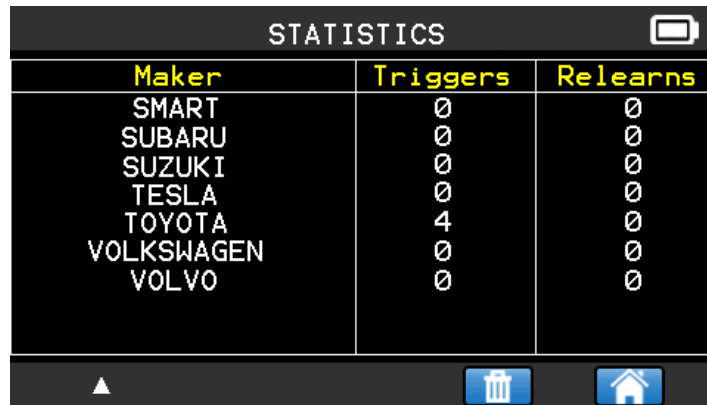 STATISTICS
Maker Triggers Relearns
SMART 0 0
SUBARU 0 0
SUZUKI 0 0
TESLA 0 0
TOYOTA 4 0
VOLKSWAGEN 0 0
VOLVO 0 0